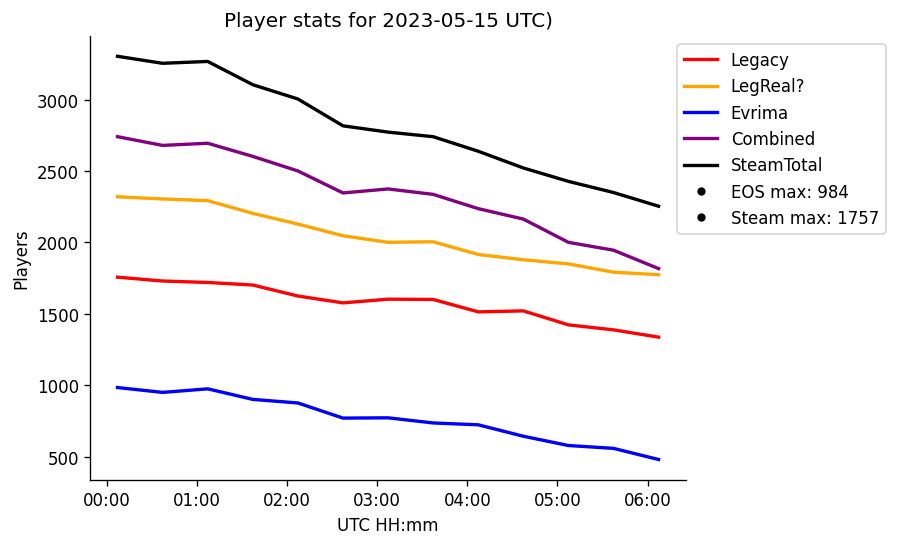 Player stats for 2023-05-15 UTC)
Legacy
LegReal?
Evrima
Combined
SteamTotal
EOS max: 984
Steam max: 1757
Players
3000
2500
2000
1500
1000
500
00:00 01:00 02:00 03:00 04:00 05:00 06:00
UTC HH:mm